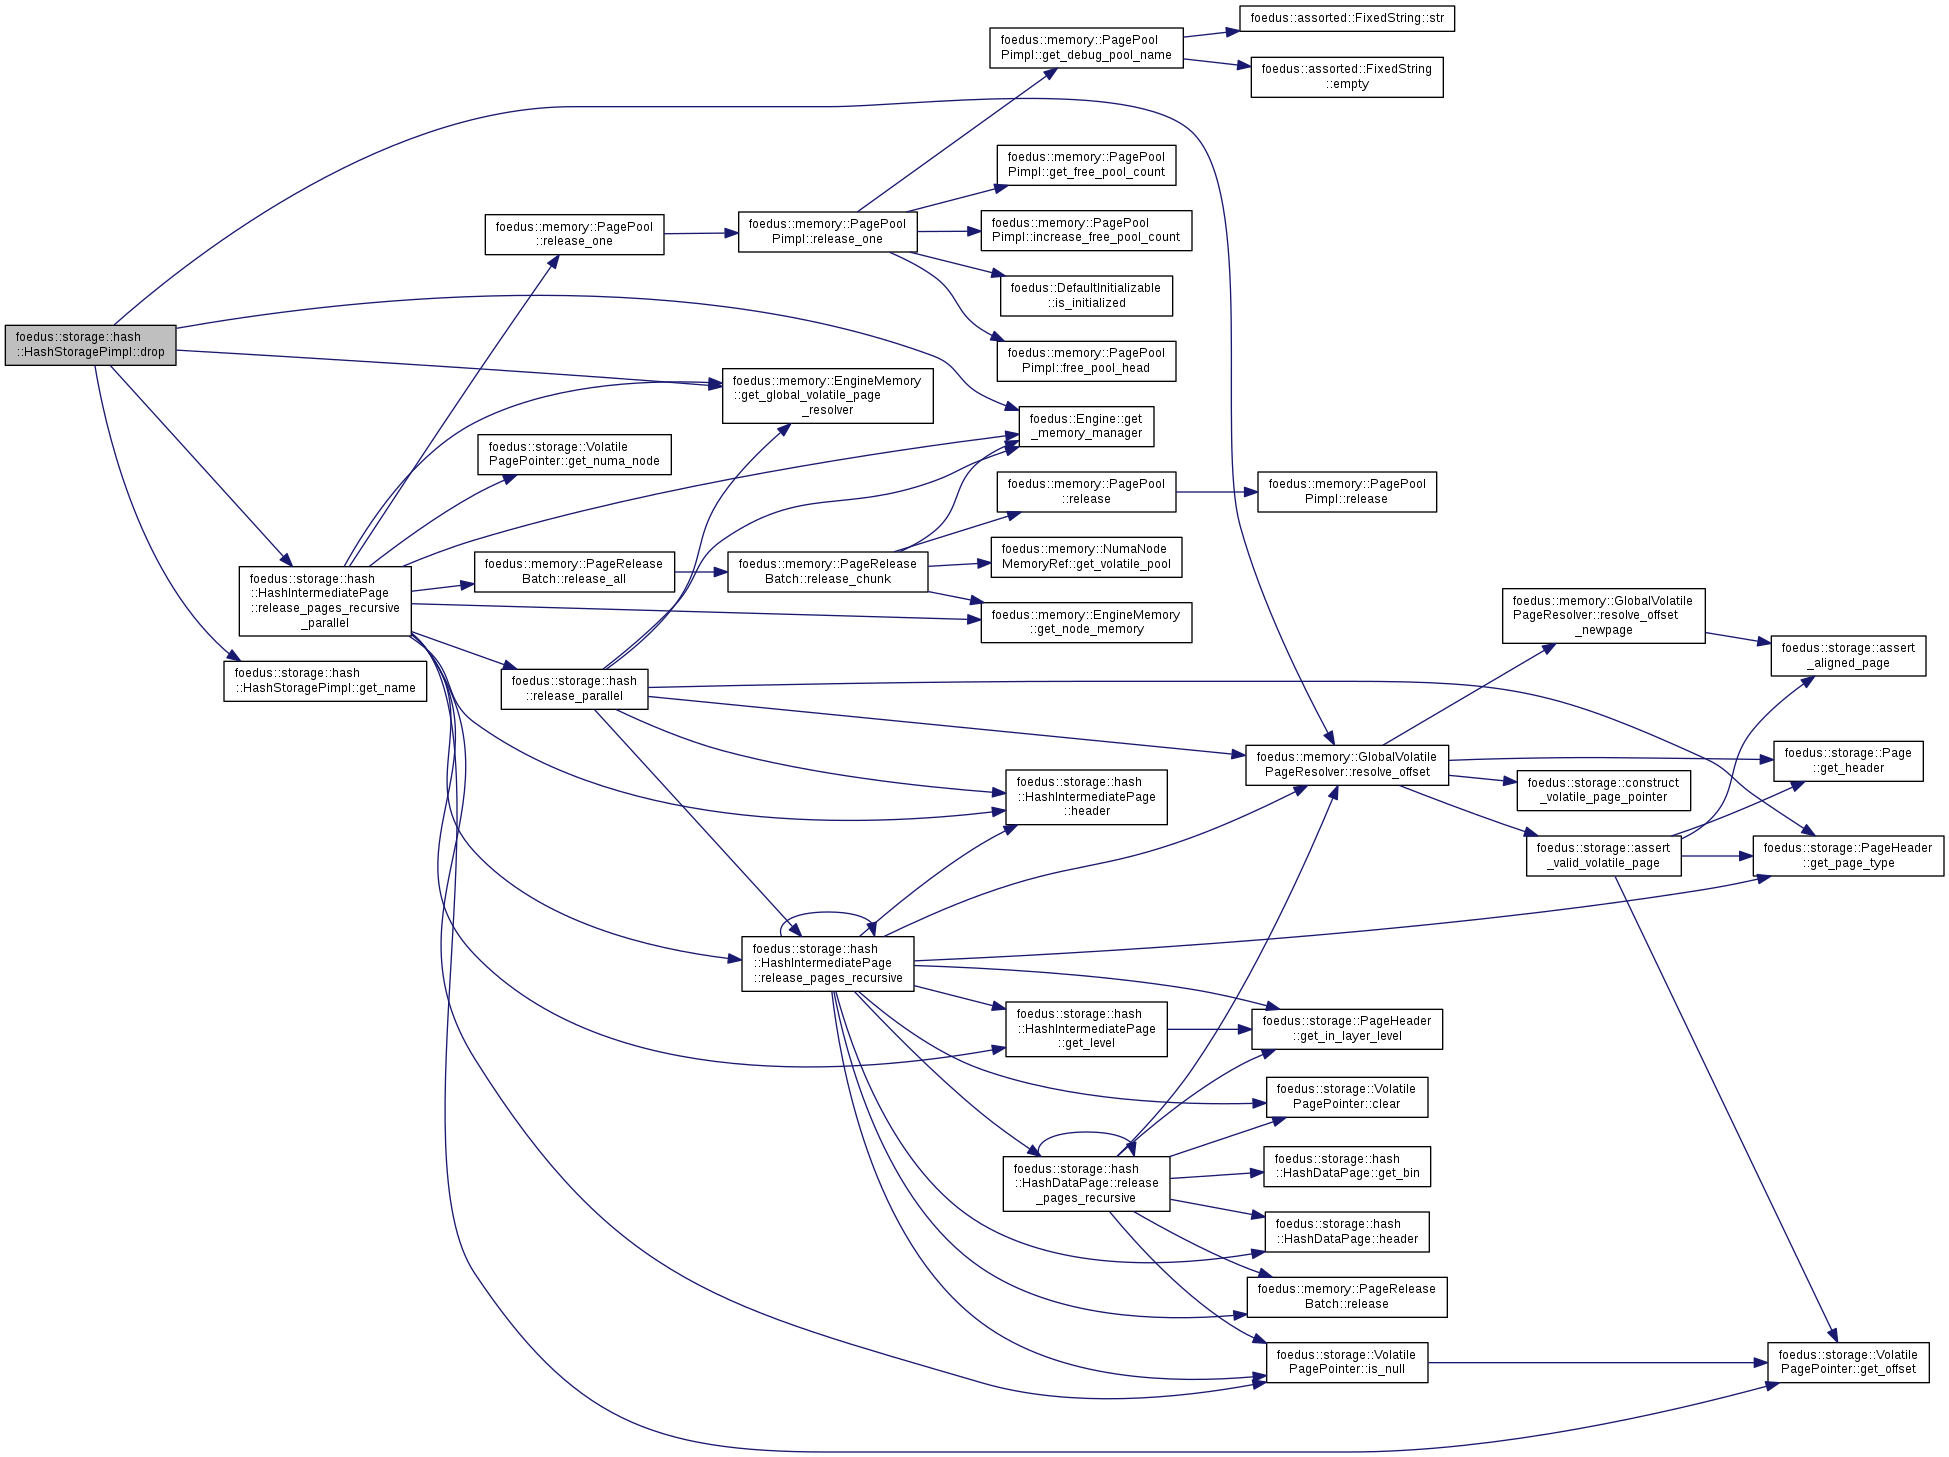 foedus::assorted::FixedString::str
foedus::memory::PagePool
Pimpl::get_debug_pool_name
foedus::assorted::FixedString
::empty
foedus::memory::PagePool
Pimpl::get_free_pool_count
foedus::memory::PagePool
::release_one
foedus::memory::PagePool
Pimpl::release_one
foedus::memory::PagePool
Pimpl::increase_free_pool_count
foedus::DefaultInitializable
::is_initialized
foedus::storage::hash
::HashStoragePimpl::drop
foedus::memory::PagePool
Pimpl::free_pool_head
foedus::memory::EngineMemory
::get_global_volatile_page
_resolver
foedus::Engine::get
_memory_manager
foedus::storage::Volatile
PagePointer::get_numa_node
foedus::memory::PagePool
::release
foedus::memory::PagePool
Pimpl::release
foedus::memory::PageRelease
Batch::release_all
foedus::memory::PageRelease
Batch::release_chunk
foedus::memory::NumaNode
MemoryRef::get_volatile_pool
foedus::storage::hash
::HashIntermediatePage
::release_pages_recursive
_parallel
foedus::memory::EngineMemory
::get_node_memory
foedus::memory::GlobalVolatile
PageResolver::resolve_offset
_newpage
foedus::storage::assert
_aligned_page
foedus::storage::hash
::HashStoragePimpl::get_name
foedus::storage::hash
::release_parallel
foedus::memory::GlobalVolatile
PageResolver::resolve_offset
foedus::storage::Page
::get_header
foedus::storage::hash
::HashIntermediatePage
::header
foedus::storage::construct
_volatile_page_pointer
foedus::storage::assert
_valid_volatile_page
foedus::storage::PageHeader
::get_page_type
foedus::storage::hash
::HashIntermediatePage
::release_pages_recursive
foedus::storage::hash
::HashIntermediatePage
::get_level
foedus::storage::PageHeader
::get_in_layer_level
foedus::storage::Volatile
PagePointer::clear
foedus::storage::hash
::HashDataPage::release
_pages_recursive
foedus::storage::hash
::HashDataPage::get_bin
foedus::storage::hash
::HashDataPage::header
foedus::memory::PageRelease
Batch::release
foedus::storage::Volatile
PagePointer::is_null
foedus::storage::Volatile
PagePointer::get_offset